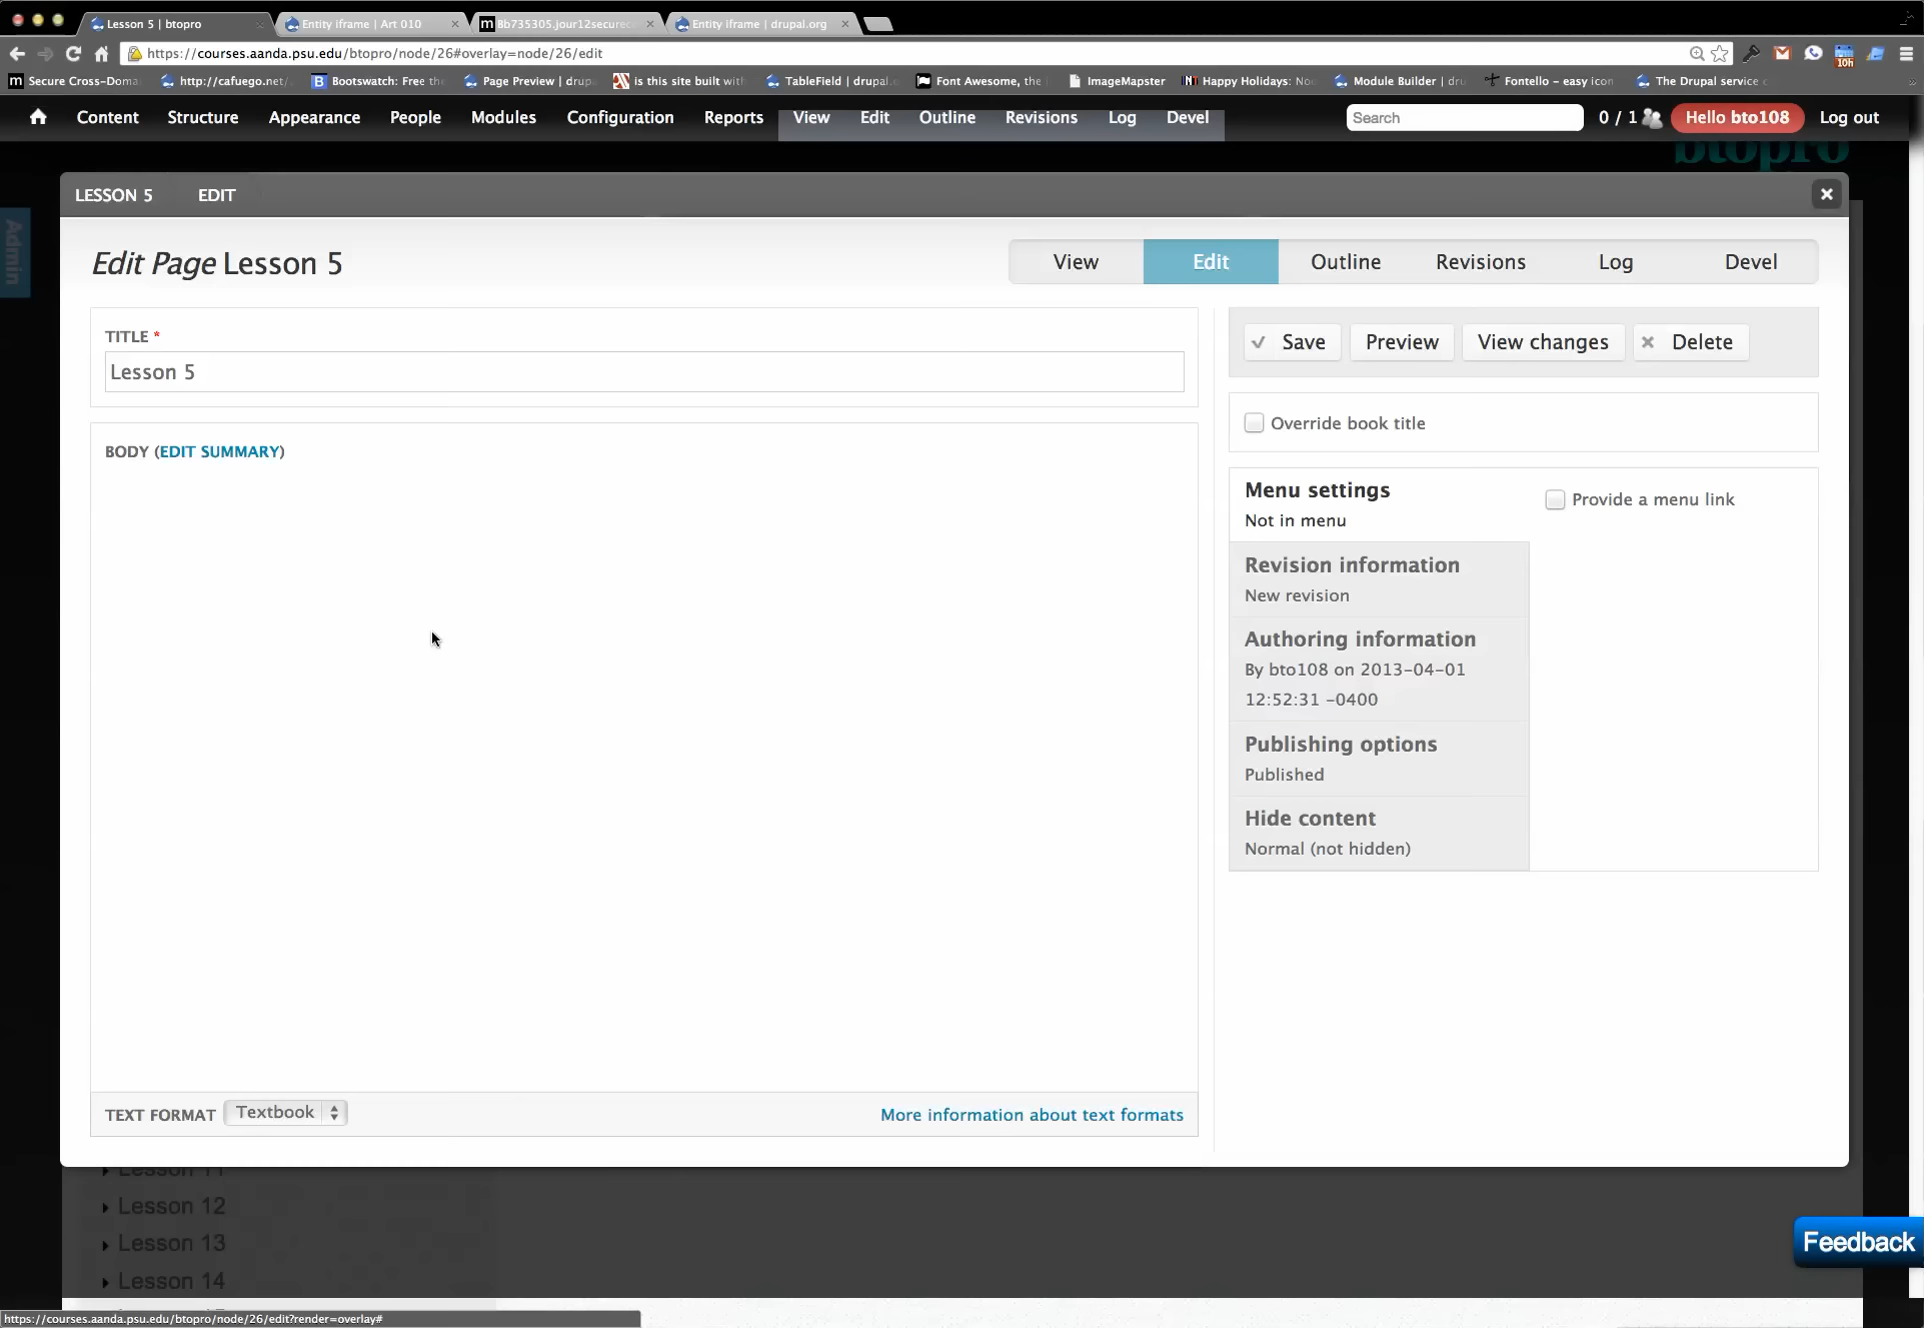 Lesson 5 | btopro
Entity iframe | Art 010
Bb735305.jour12secure
Entity iframe | drupal.org
https://courses.aanda.psu.edu/btopro/node/26#overlay=node/26/edit
10h
Secure Cross-Doma
http://cafuego.net/
Bootswatch: Free th
Page Preview | drup
is this site built with
TableField | drupal.
Font Awesome, the
ImageMapster
Happy Holidays: No
Module Builder | dru
Fontello – easy icon
The Drupal service
Content Structure Appearance People Modules Configuration Reports View Edit Outline Revisions Log Devel
Search
0 / 1
Hello bto108
Log out
btopro
Admin
LESSON 5 EDIT
Edit Page Lesson 5
View Edit Outline Revisions Log Devel
TITLE *
Lesson 5
BODY (EDIT SUMMARY)
TEXT FORMAT Textbook
More information about text formats
Save Preview View changes Delete
Override book title
Menu settings
Not in menu
Provide a menu link
Revision information
New revision
Authoring information
By bto108 on 2013-04-01
12:52:31 -0400
Publishing options
Published
Hide content
Normal (not hidden)
Lesson 11
Lesson 12
Lesson 13
Lesson 14
Feedback
https://courses.aanda.psu.edu/btopro/node/26/edit?render=overlay#